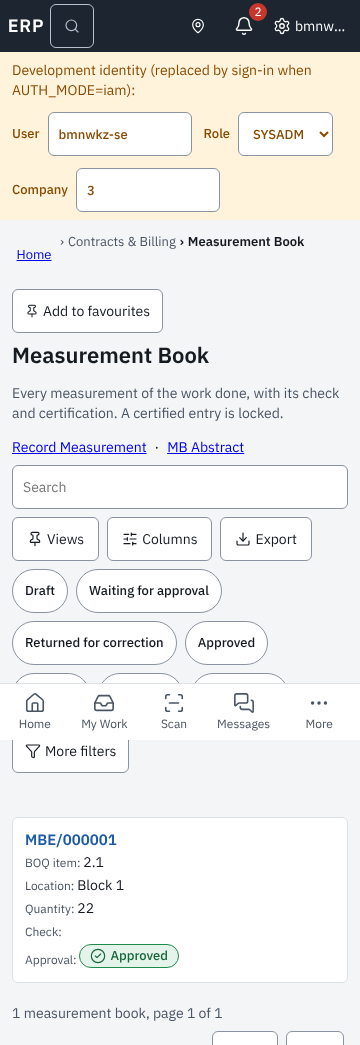 ERP
2
bmnw...
Development identity (replaced by sign-in when
AUTH_MODE=iam):
User bmnwkz-se Role SYSADM
Company 3
› Contracts & Billing › Measurement Book
Home
Add to favourites
Measurement Book
Every measurement of the work done, with its check
and certification. A certified entry is locked.
Record Measurement · MB Abstract
Search
Views Columns Export
Draft Waiting for approval
Returned for correction Approved
Home My Work Scan Messages More
More filters
MBE/000001
BOQ item: 2.1
Location: Block 1
Quantity: 22
Check:
Approval: Approved
1 measurement book, page 1 of 1